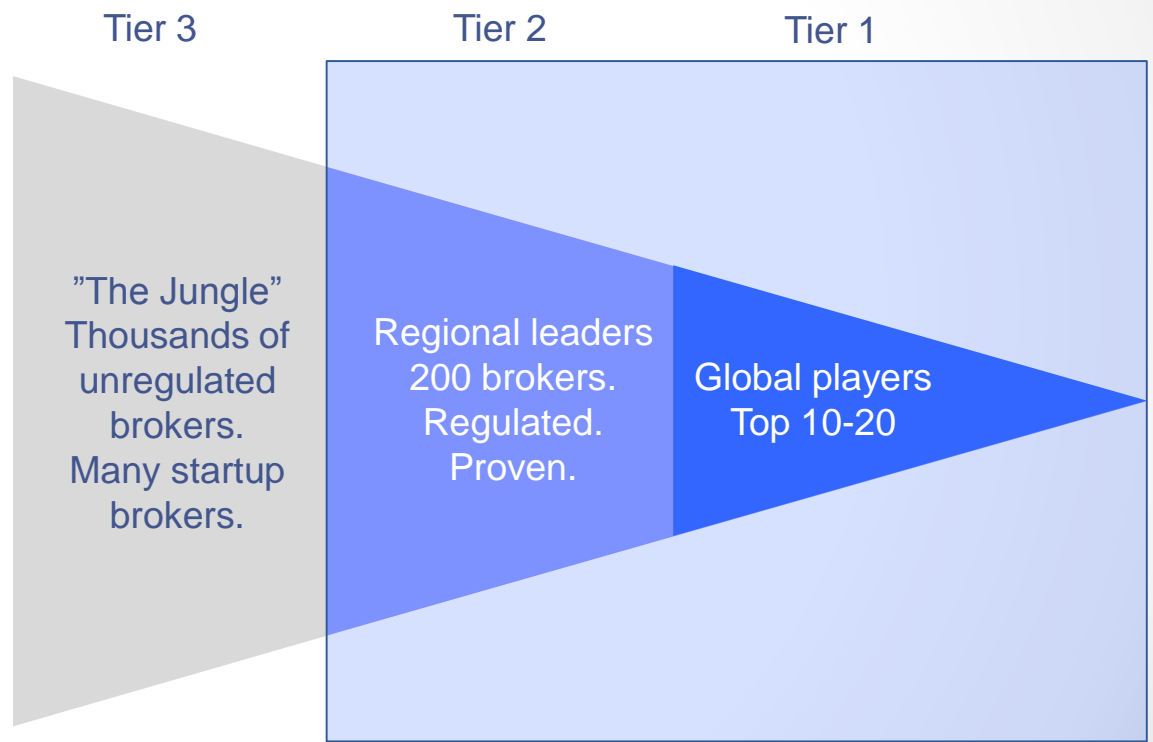 Tier 3
Tier 2
Tier 1
”The Jungle”
Thousands of
unregulated
brokers.
Many startup
brokers.
Regional leaders
200 brokers.
Regulated.
Proven.
Global players
Top 10-20